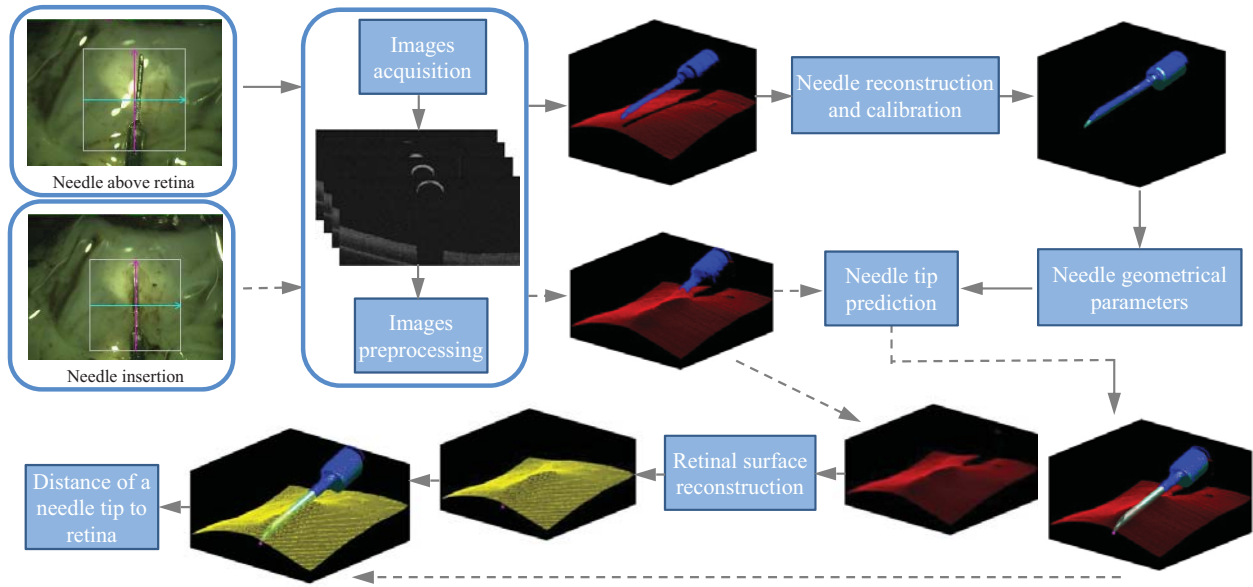 Needle above retina
Needle insertion
Images
acquisition
Images
preprocessing
Needle reconstruction
and calibration
Needle tip
prediction
Needle geometrical
parameters
Retinal surface
reconstruction
Distance of a
needle tip to
retina